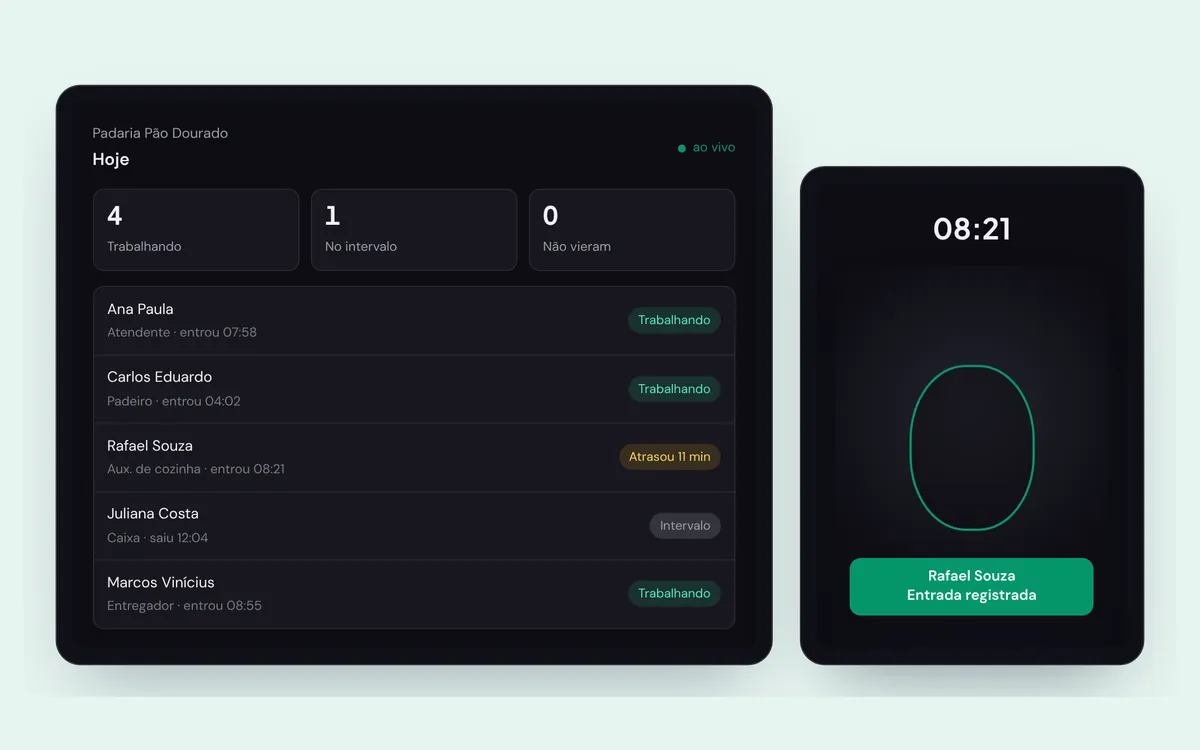 Padaria Pão Dourado
Hoje
ao vivo
4
Trabalhando
1
No intervalo
0
Não vieram
Ana Paula
Atendente · entrou 07:58
Trabalhando
Carlos Eduardo
Padeiro · entrou 04:02
Trabalhando
Rafael Souza
Aux. de cozinha · entrou 08:21
Atrasou 11 min
Juliana Costa
Caixa · saiu 12:04
Intervalo
Marcos Vinícius
Entregador · entrou 08:55
Trabalhando
08:21
Rafael Souza
Entrada registrada